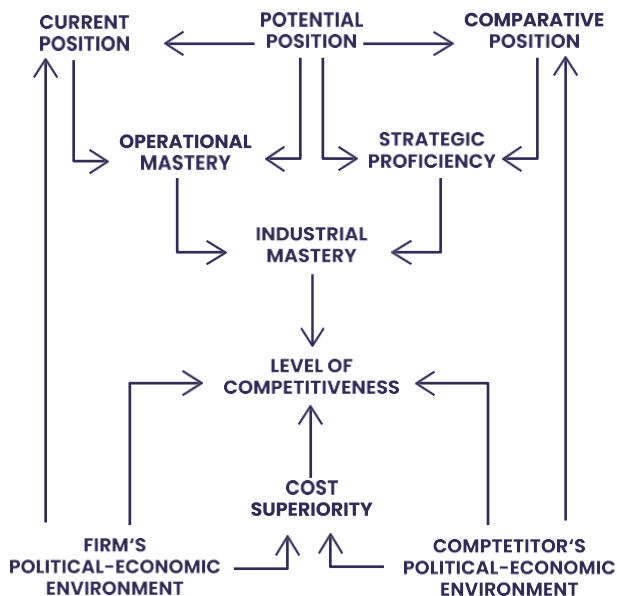 CURRENT
POSITION
POTENTIAL
POSITION
COMPARATIVE
POSITION
OPERATIONAL
MASTERY
STRATEGIC
PROFICIENCY
INDUSTRIAL
MASTERY
LEVEL OF
COMPETITIVENESS
COST
SUPERIORITY
FIRM‘S
POLITICAL-ECONOMIC
ENVIRONMENT
COMPTETITOR‘S
POLITICAL-ECONOMIC
ENVIRONMENT